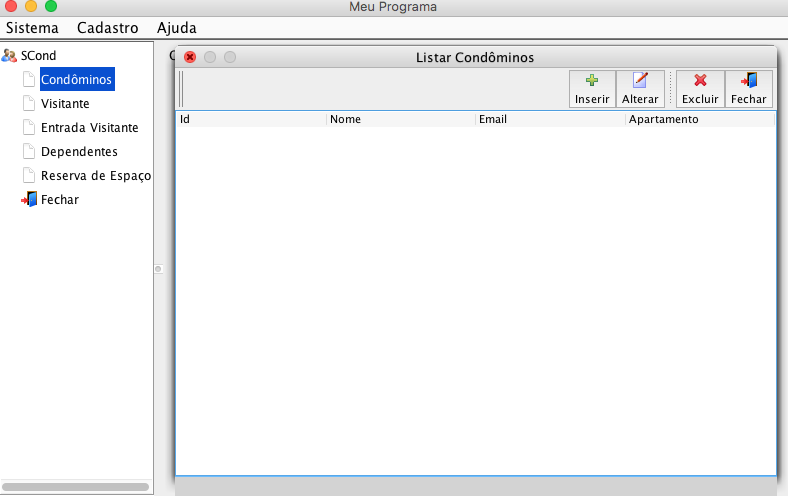 Meu Programa
Sistema Cadastro Ajuda
SCond
Condôminos
Visitante
Entrada Visitante
Dependentes
Reserva de Espaço
Fechar
Listar Condôminos
Inserir Alterar Excluir Fechar
Id Nome Email Apartamento